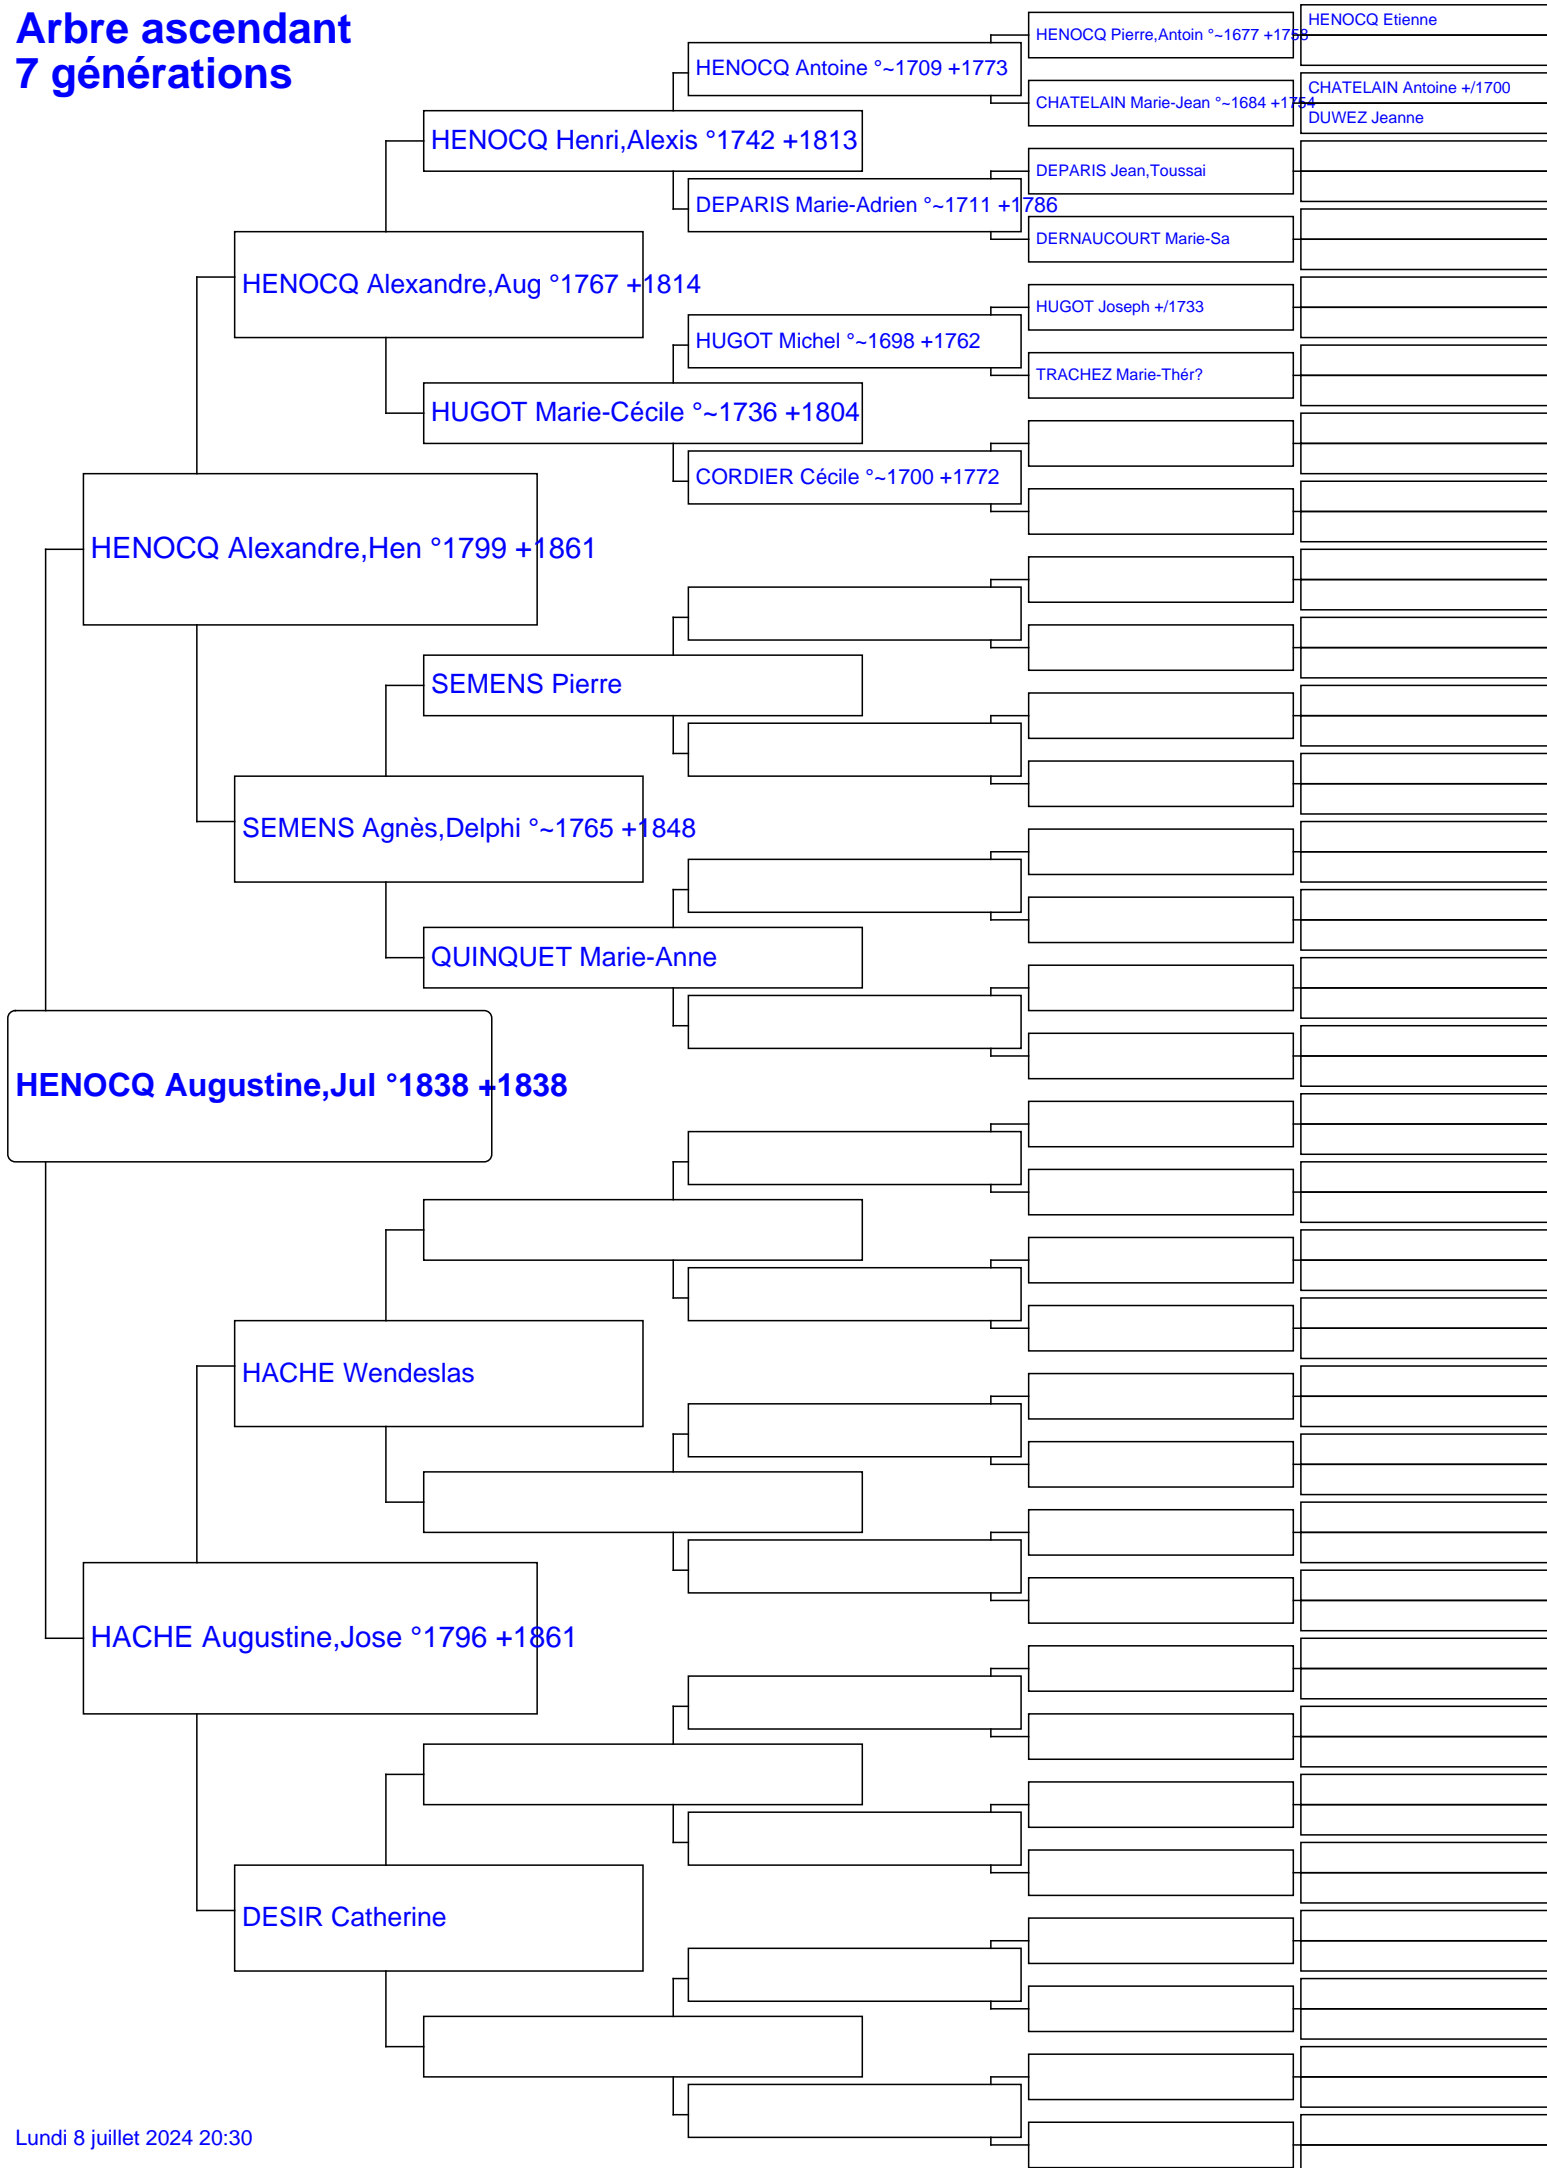 Arbre ascendant
7 générations
HENOCQ Augustine,Jul °1838 +1838
HENOCQ Alexandre,Hen °1799 +1861
HACHE Augustine,Jose °1796 +1861
HENOCQ Alexandre,Aug °1767 +1814
SEMENS Agnès,Delphi °~1765 +1848
HACHE Wendeslas
DESIR Catherine
HENOCQ Henri,Alexis °1742 +1813
HUGOT Marie-Cécile °~1736 +1804
SEMENS Pierre
QUINQUET Marie-Anne
HENOCQ Antoine °~1709 +1773
DEPARIS Marie-Adrien °~1711 +1786
HUGOT Michel °~1698 +1762
CORDIER Cécile °~1700 +1772
HENOCQ Pierre,Antoin °~1677 +1758
CHATELAIN Marie-Jean °~1684 +1754
DEPARIS Jean,Toussai
DERNAUCOURT Marie-Sa
HUGOT Joseph +/1733
TRACHEZ Marie-Thér?
HENOCQ Etienne
CHATELAIN Antoine +/1700
DUWEZ Jeanne
Lundi 8 juillet 2024 20:30